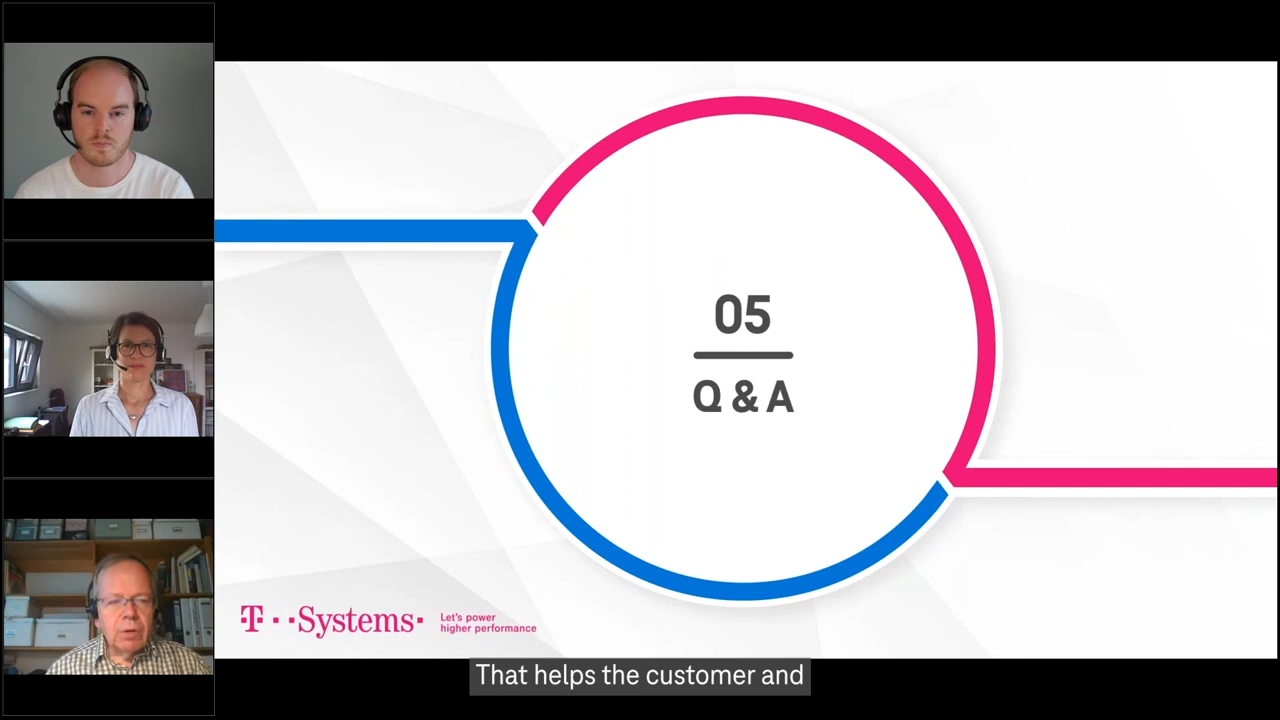 05
Q & A
T··Systems·
Let's power
higher performance
That helps the customer and